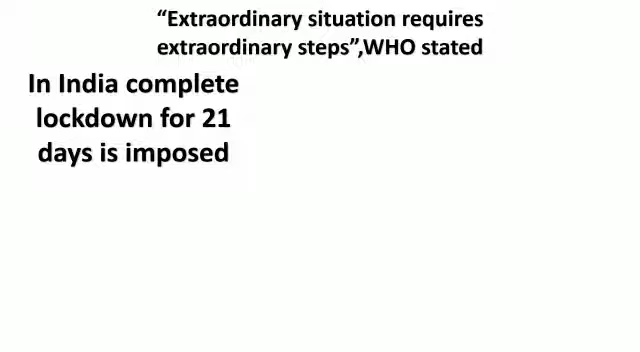 “Extraordinary situation requires
extraordinary steps”,WHO stated
In India complete
lockdown for 21
days is imposed